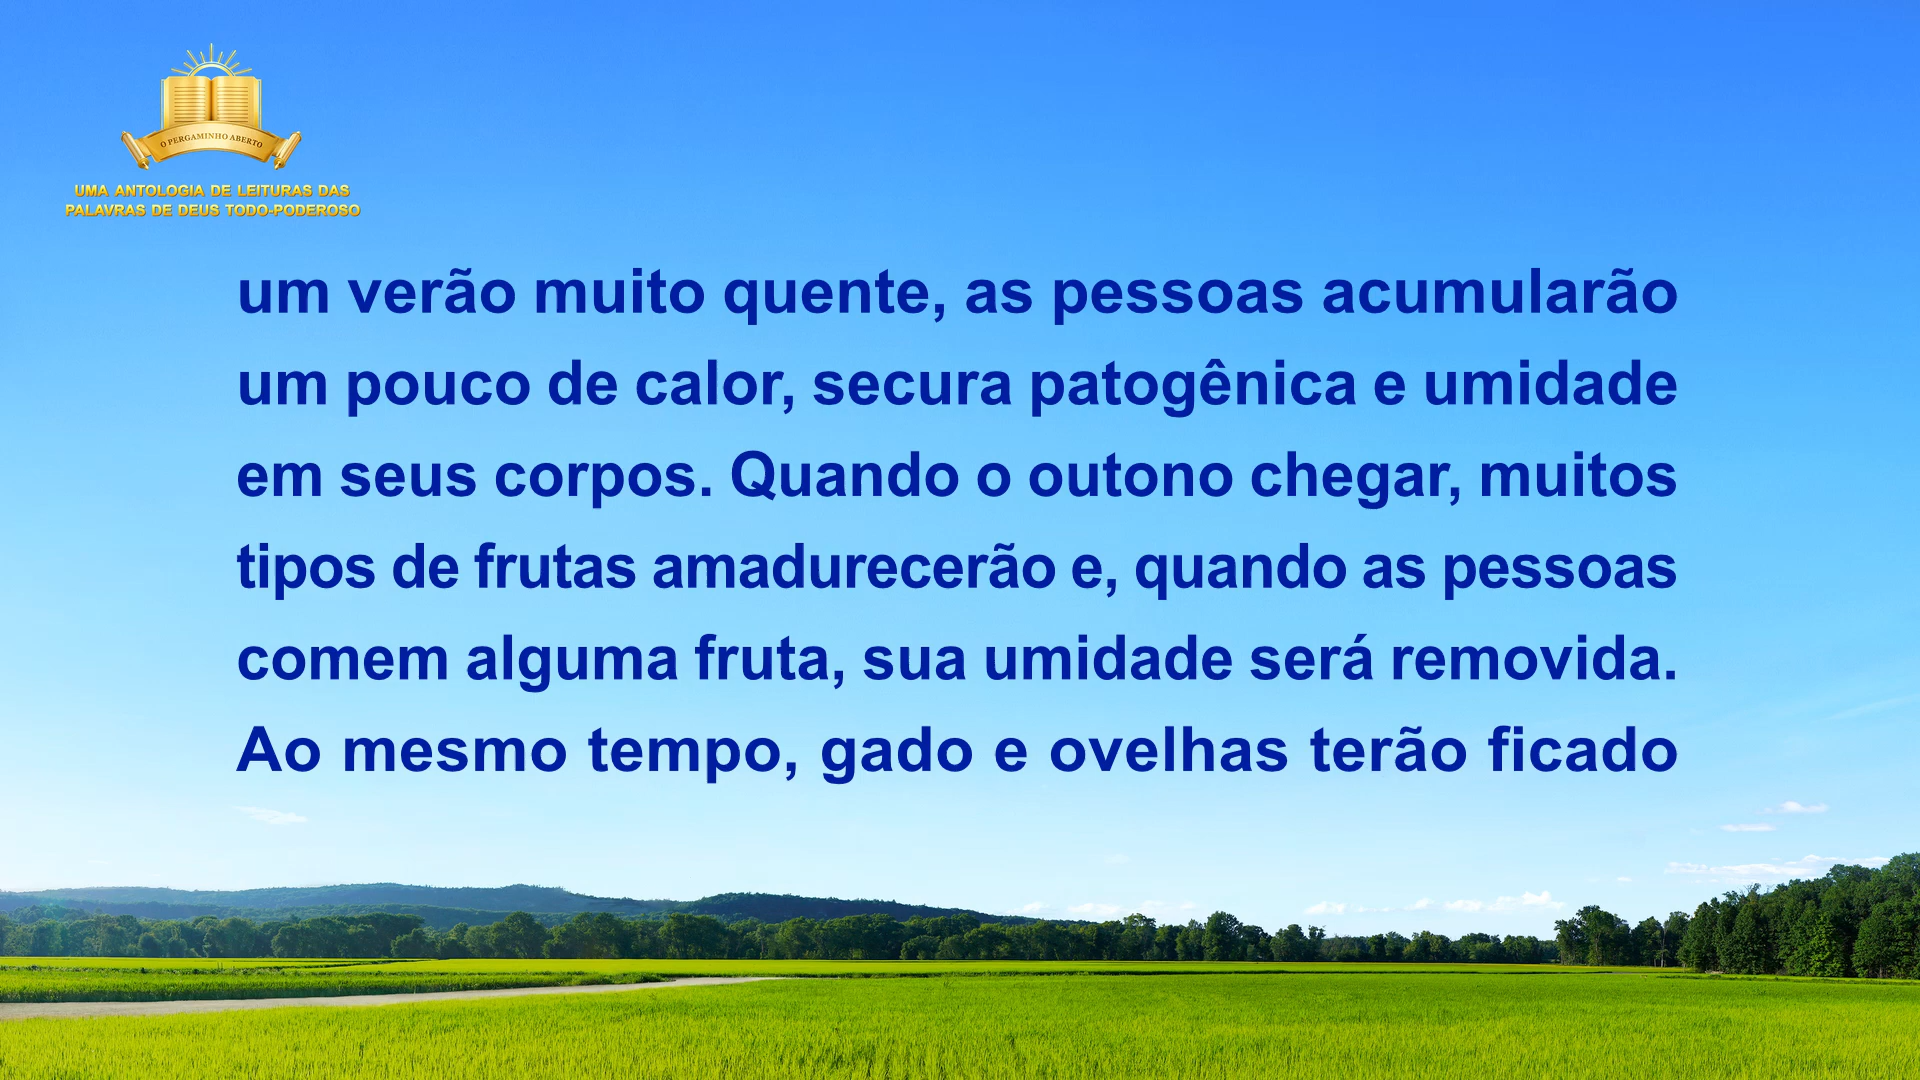 O PERGAMINHO ABERTO
UMA ANTOLOGIA DE LEITURAS DAS
PALAVRAS DE DEUS TODO-PODEROSO
um verão muito quente, as pessoas acumularão
um pouco de calor, secura patogênica e umidade
em seus corpos. Quando o outono chegar, muitos
tipos de frutas amadurecerão e, quando as pessoas
comem alguma fruta, sua umidade será removida.
Ao mesmo tempo, gado e ovelhas terão ficado